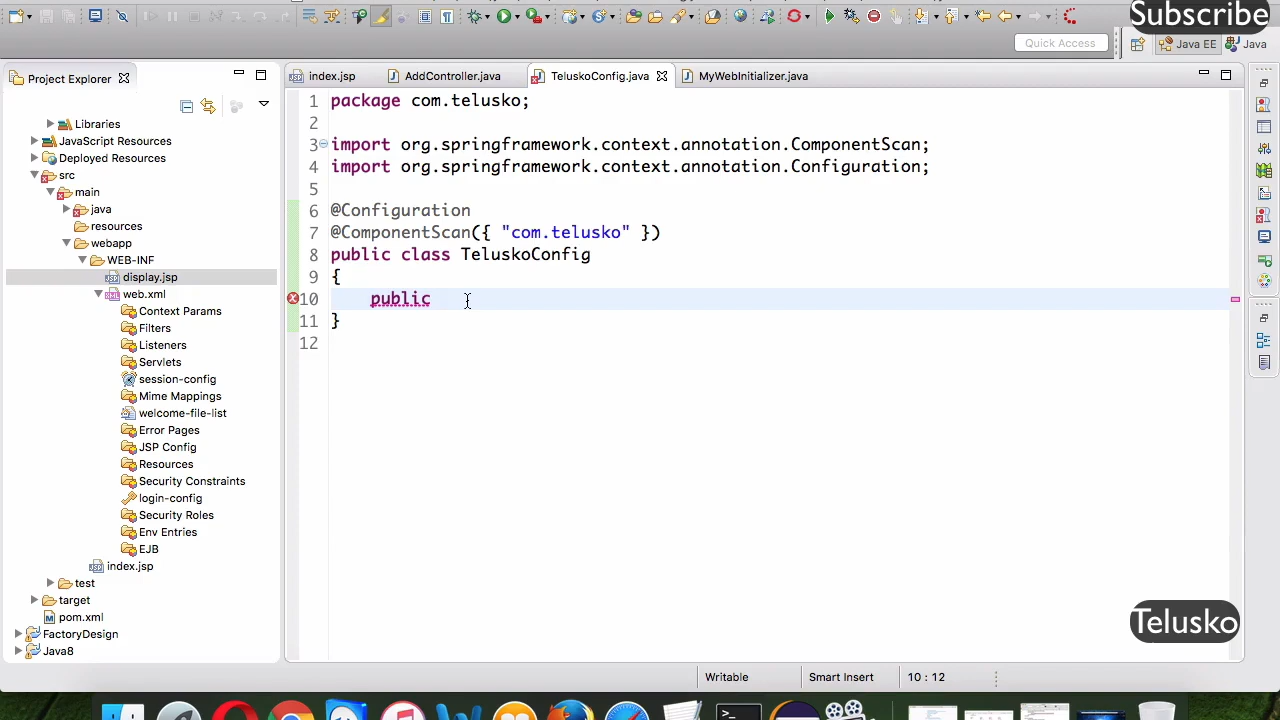 Subscribe
Quick Access
Java EE
Java
Project Explorer
index.jsp
AddController.java
TeluskoConfig.java
MyWebInitializer.java
Libraries
JavaScript Resources
Deployed Resources
src
main
java
resources
webapp
WEB-INF
display.jsp
web.xml
Context Params
Filters
Listeners
Servlets
session-config
Mime Mappings
welcome-file-list
Error Pages
JSP Config
Resources
Security Constraints
login-config
Security Roles
Env Entries
EJB
index.jsp
test
target
pom.xml
FactoryDesign
Java8
1 package com.telusko;
2
3 import org.springframework.context.annotation.ComponentScan;
4 import org.springframework.context.annotation.Configuration;
5
6 @Configuration
7 @ComponentScan({ "com.telusko" })
8 public class TeluskoConfig
9 {
10 public
11 }
12
Telusko
Writable
Smart Insert
10 : 12